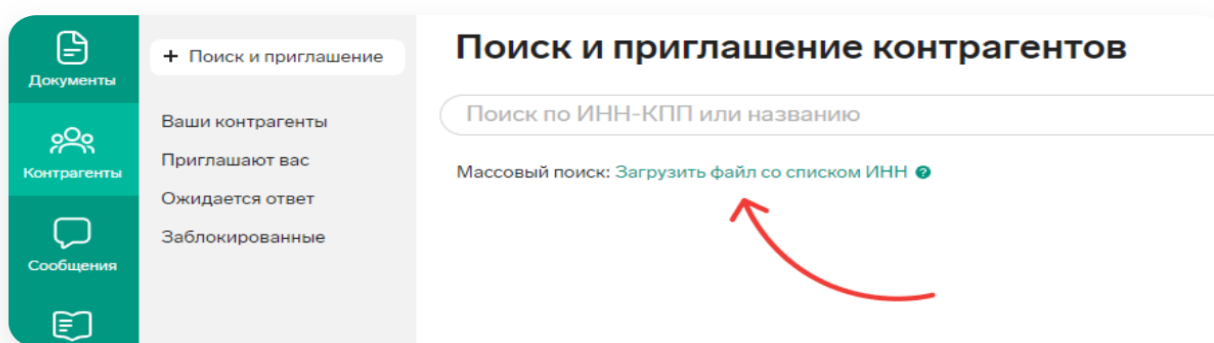 Документы
Контрагенты
Сообщения
+ Поиск и приглашение
Ваши контрагенты
Приглашают вас
Ожидается ответ
Заблокированные
Поиск и приглашение контрагентов
Поиск по ИНН-КПП или названию
Массовый поиск: Загрузить файл со списком ИНН ?